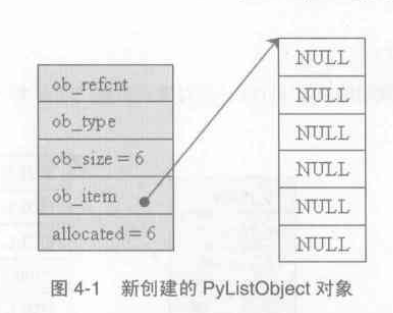 ob_refcnt
ob_type
ob_size = 6
ob_item
allocated = 6
NULL
NULL
NULL
NULL
NULL
NULL
图 4-1 新创建的 PyListObject 对象